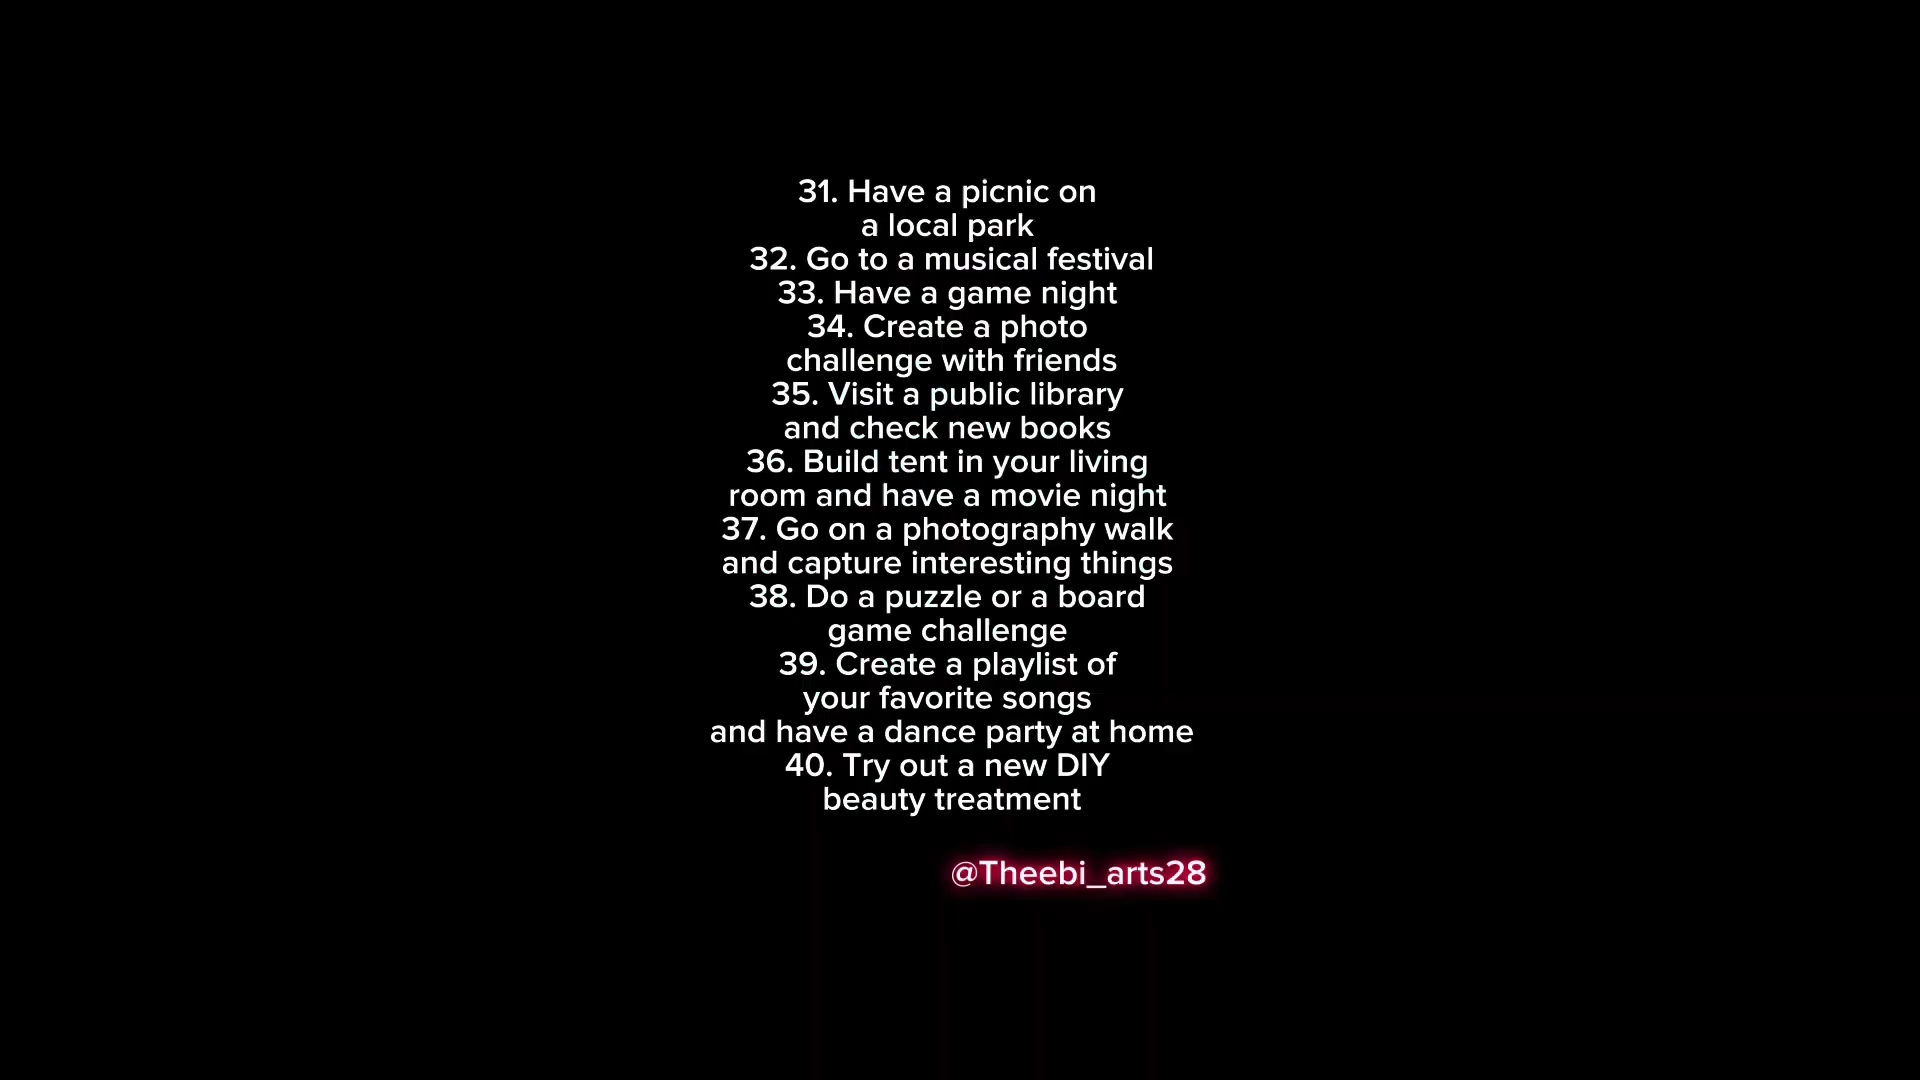 31. Have a picnic on
a local park
32. Go to a musical festival
33. Have a game night
34. Create a photo
challenge with friends
35. Visit a public library
and check new books
36. Build tent in your living
room and have a movie night
37. Go on a photography walk
and capture interesting things
38. Do a puzzle or a board
game challenge
39. Create a playlist of
your favorite songs
and have a dance party at home
40. Try out a new DIY
beauty treatment
@Theebi_arts28